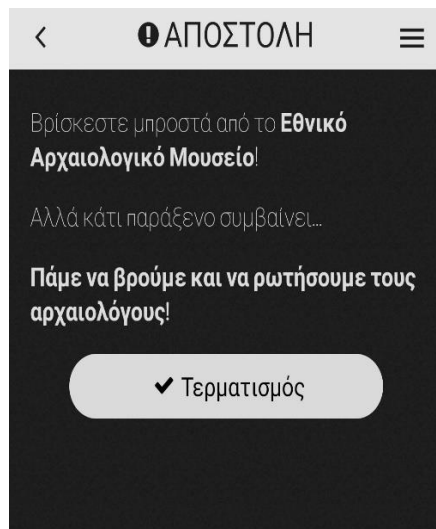 ΑΠΟΣΤΟΛΗ
Βρίσκεστε μπροστά από το Εθνικό
Αρχαιολογικό Μουσείο!
Αλλά κάτι παράξενο συμβαίνει...
Πάμε να βρούμε και να ρωτήσουμε τους
αρχαιολόγους!
Τερματισμός